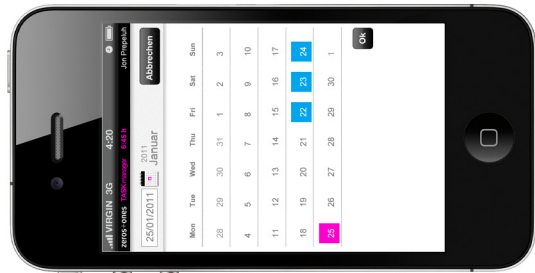 VIRGIN 3G 4:20
zeros+ones TASKmanager 6:45 h Jon Prepeluh
25/01/2011 2011 Januar Abbrechen
Mon Tue Wed Thu Fri Sat Sun
28 29 30 31 1 2 3
4 5 6 7 8 9 10
11 12 13 14 15 16 17
18 19 20 21 22 23 24
25 26 27 28 29 30 1
Ok